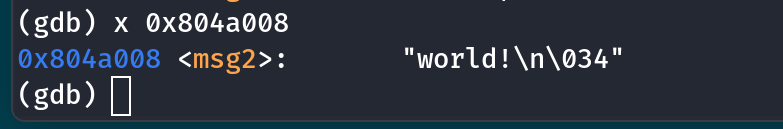 (gdb) x 0x804a008
0x804a008 <msg2>:	"world!\n\034"
(gdb)